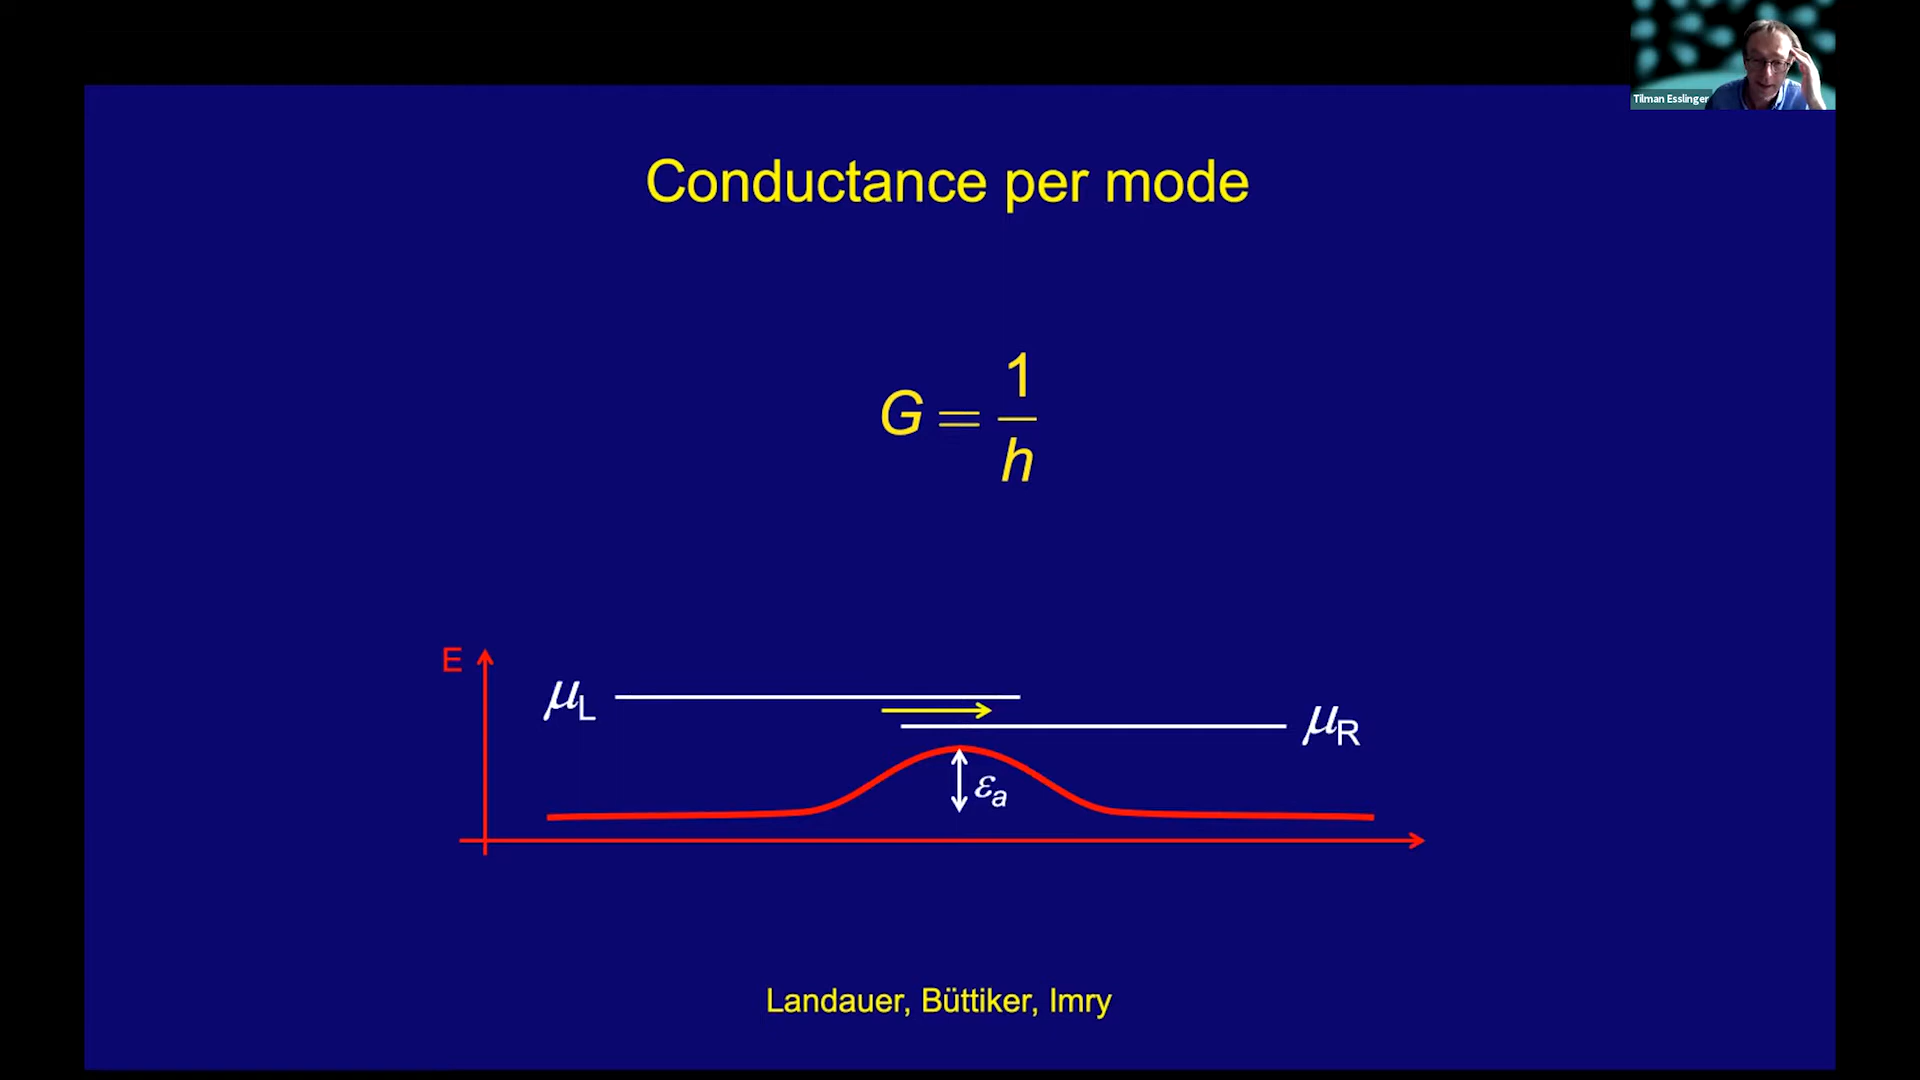 Tilman Esslinger
Conductance per mode
G = 1/h
E
μL
μR
εa
Landauer, Büttiker, Imry